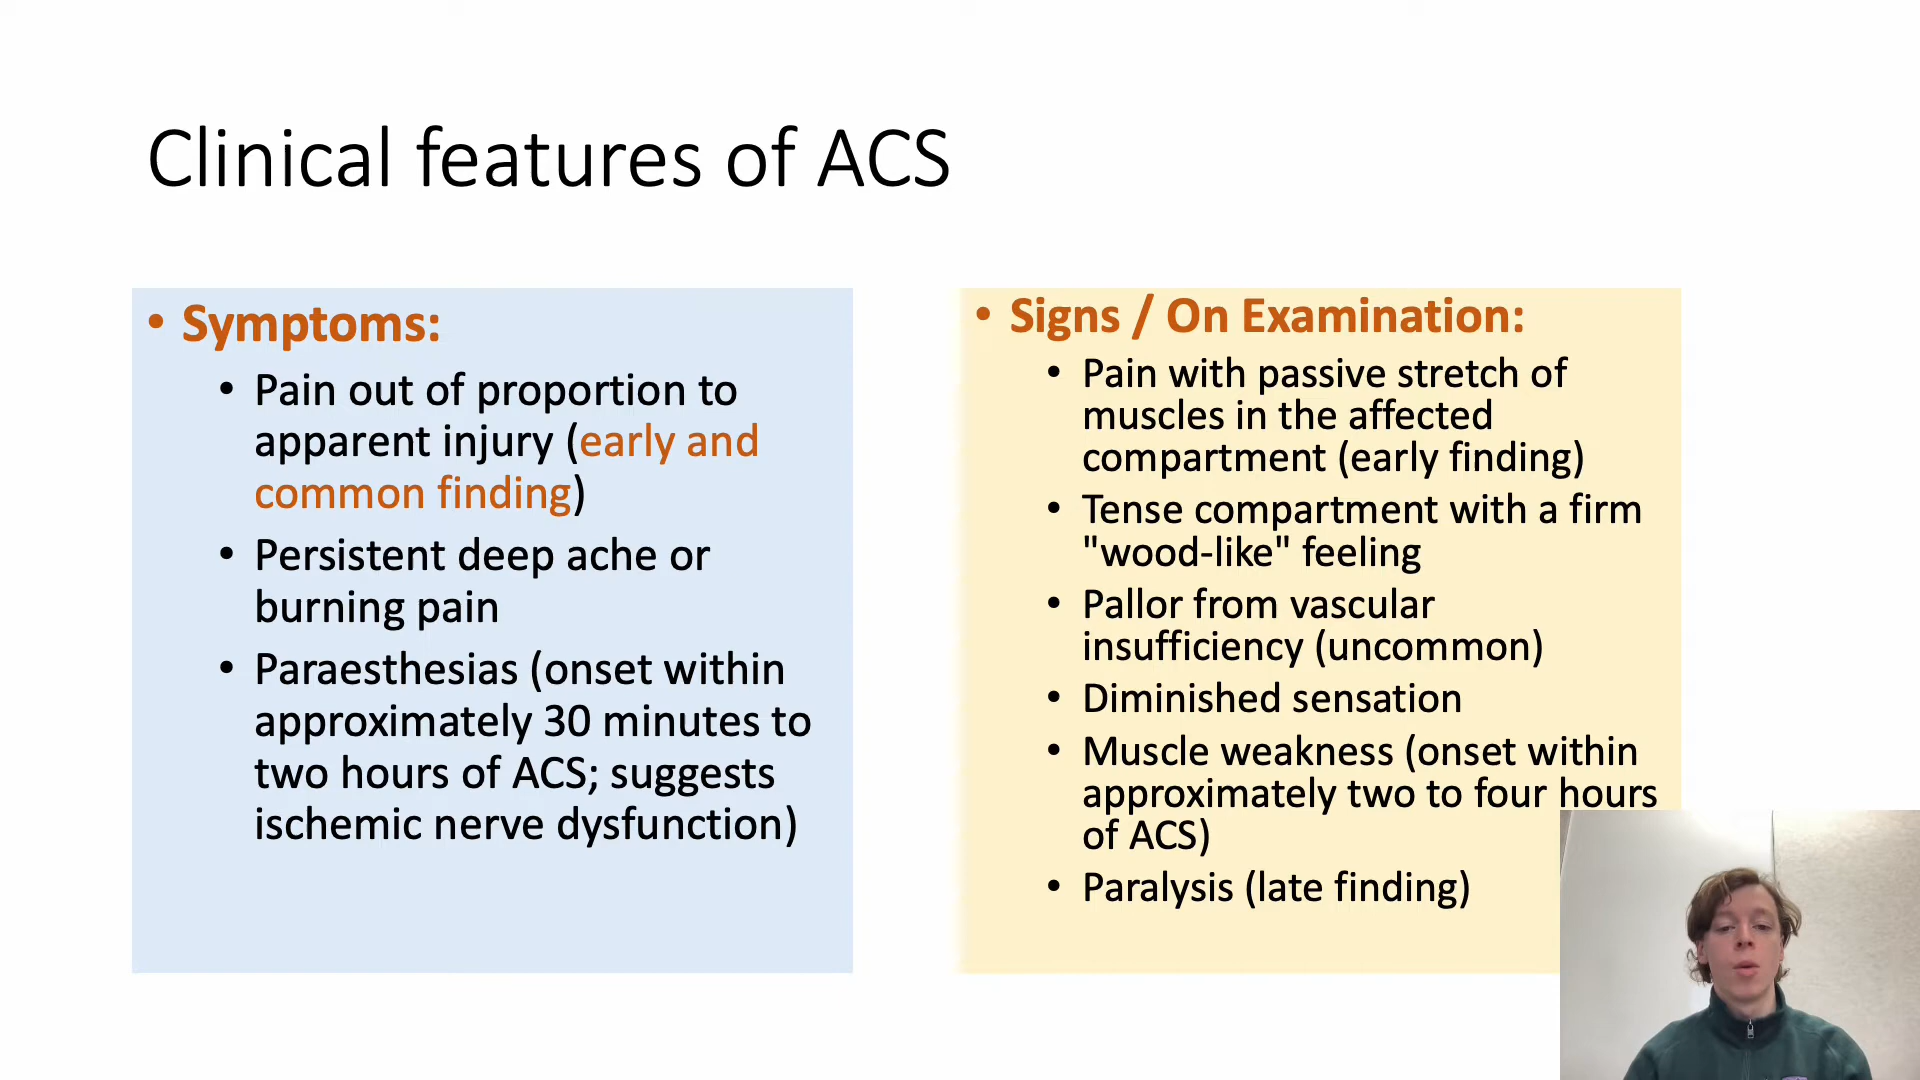 Clinical features of ACS
• Symptoms:
• Pain out of proportion to
apparent injury (early and
common finding)
• Persistent deep ache or
burning pain
• Paraesthesias (onset within
approximately 30 minutes to
two hours of ACS; suggests
ischemic nerve dysfunction)
• Signs / On Examination:
• Pain with passive stretch of
muscles in the affected
compartment (early finding)
• Tense compartment with a firm
"wood-like" feeling
• Pallor from vascular
insufficiency (uncommon)
• Diminished sensation
• Muscle weakness (onset within
approximately two to four hours
of ACS)
• Paralysis (late finding)